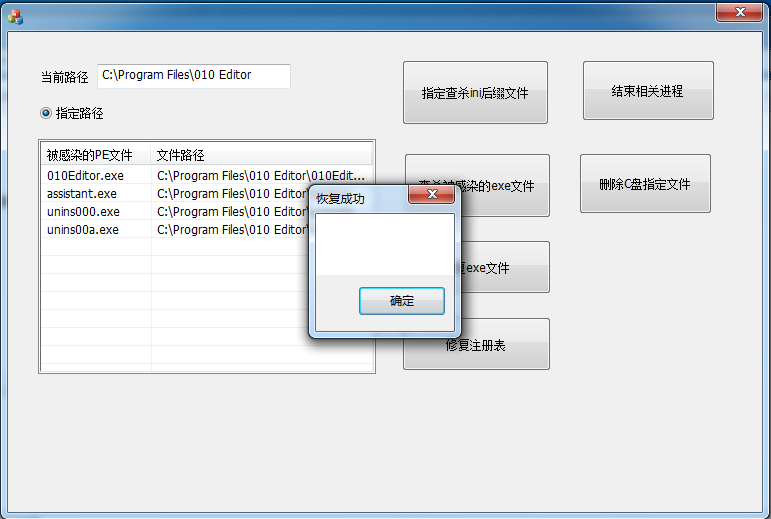 当前路径 C:\Program Files\010 Editor
指定路径
指定查杀ini后缀文件
结束相关进程
被感染的PE文件 文件路径
010Editor.exe C:\Program Files\010 Editor\010Edit...
assistant.exe C:\Program Files\010 Editor
unins000.exe C:\Program Files\010 Editor
unins00a.exe C:\Program Files\010 Editor
恢复成功
确定
查杀被感染的exe文件
删除C盘指定文件
exe文件
修复注册表